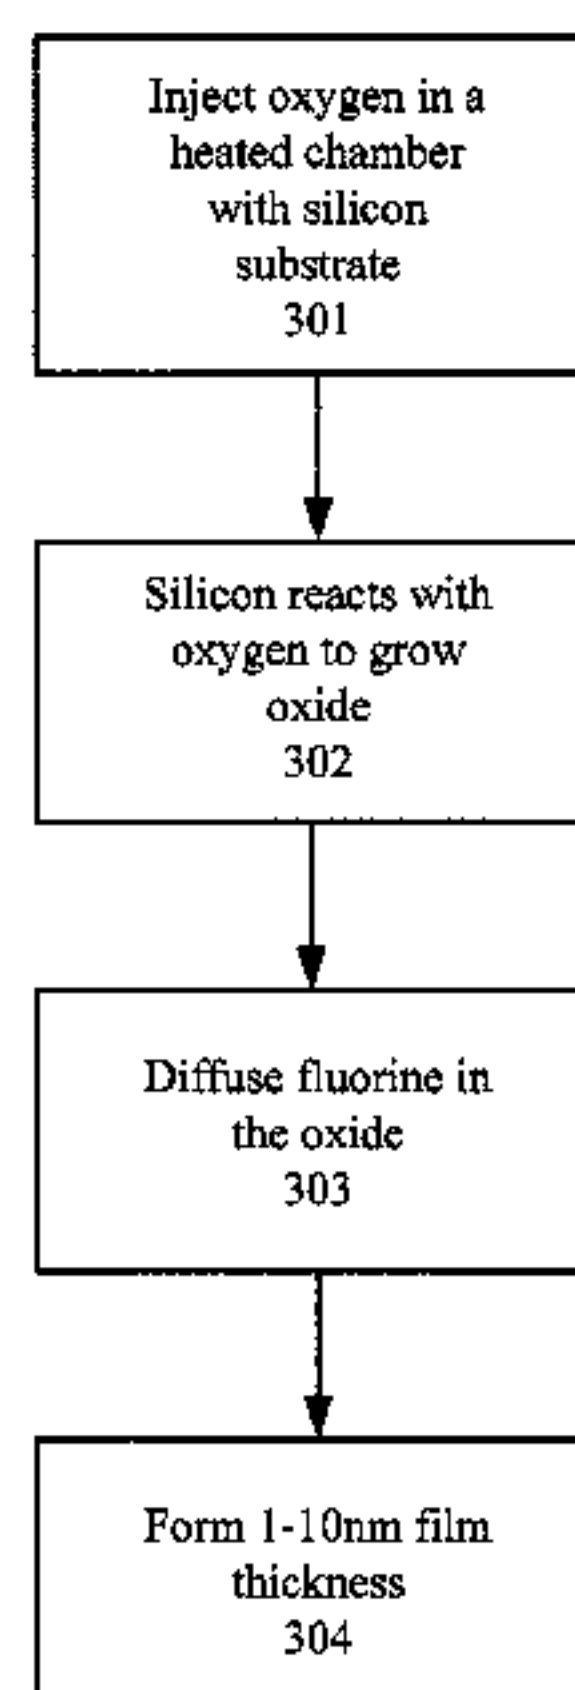 Inject oxygen in a
heated chamber
with silicon
substrate
301
Silicon reacts with
oxygen to grow
oxide
302
Diffuse fluorine in
the oxide
303
Form 1-10nm film
thickness
304